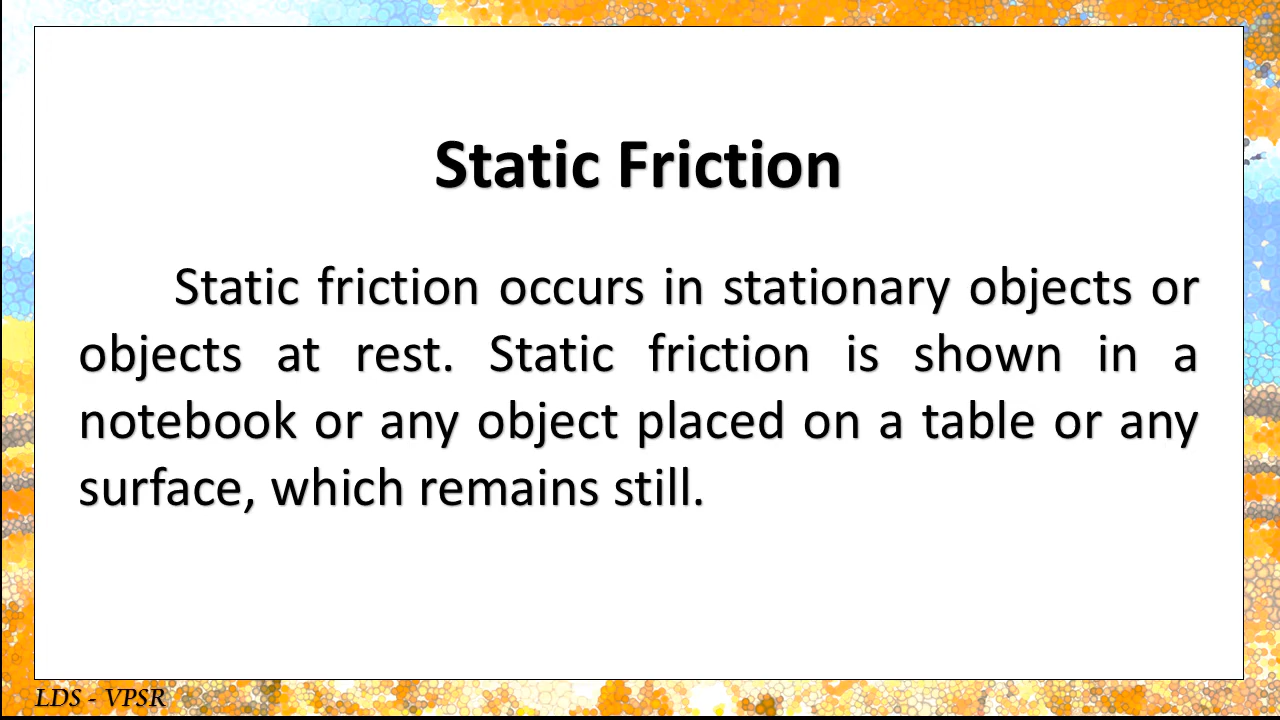 Static Friction
Static friction occurs in stationary objects or
objects at rest. Static friction is shown in a
notebook or any object placed on a table or any
surface, which remains still.
LDS - VPSR